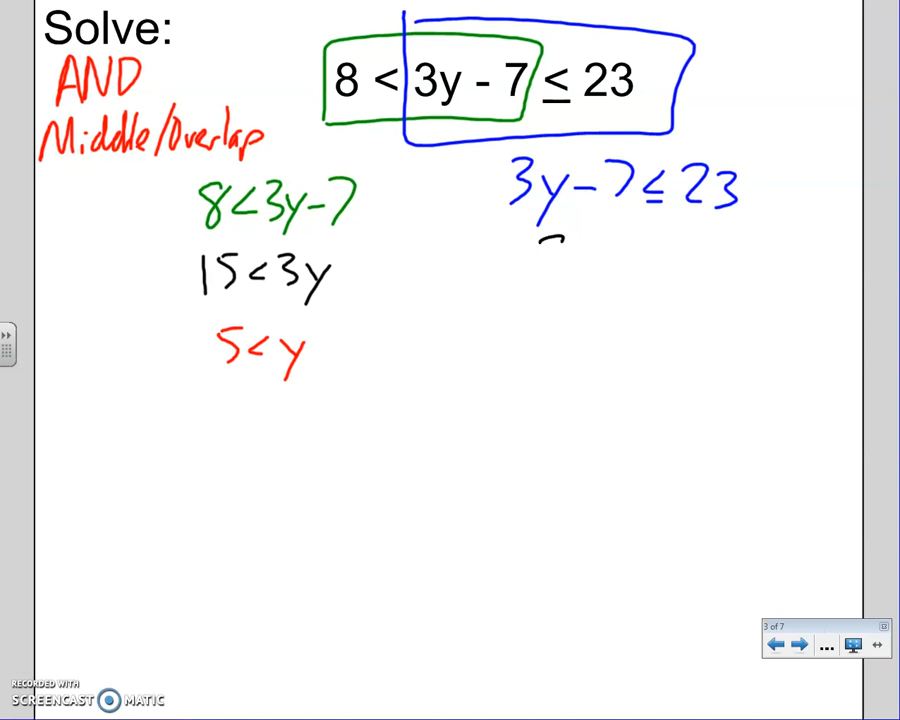 Solve:
8 < 3y - 7 ≤ 23
AND
Middle/Overlap
8<3y-7
3y-7≤23
15<3y
5<y
3 of 7
...
RECORDED WITH
SCREENCAST MATIC